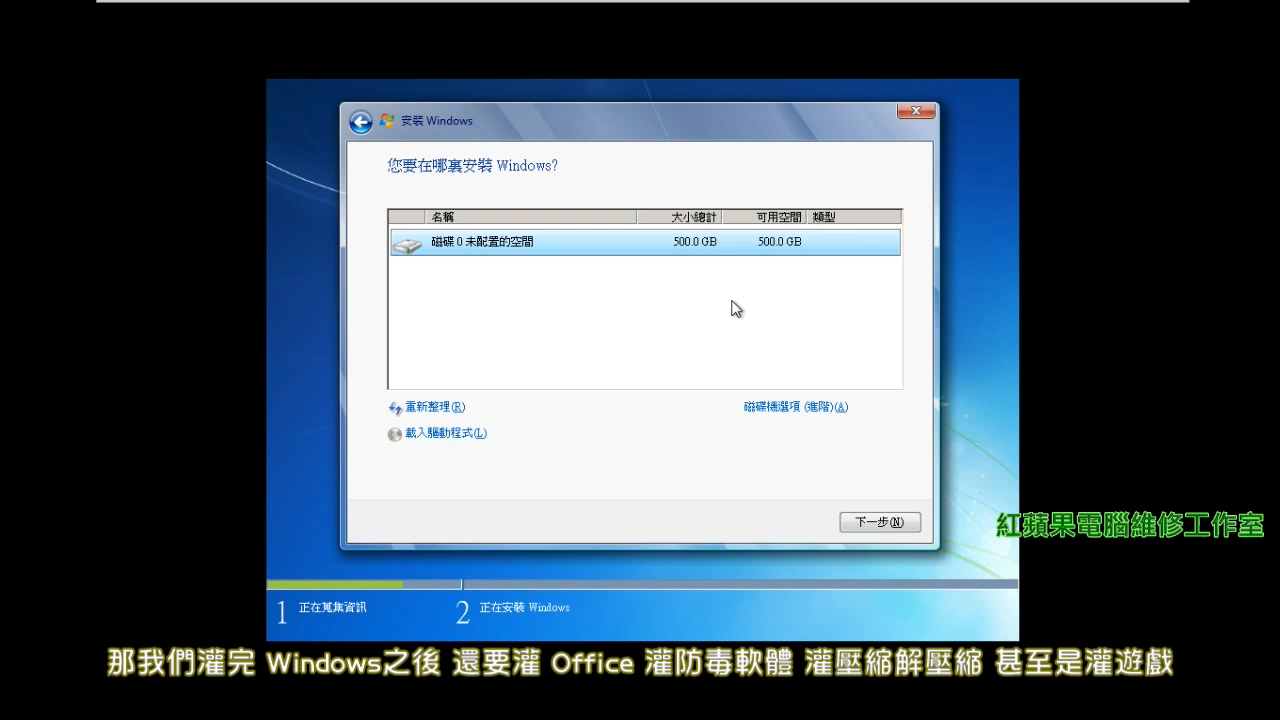 安裝 Windows
您要在哪裏安裝 Windows?
名稱 大小總計 可用空間 類型
磁碟 0 未配置的空間 500.0 GB 500.0 GB
重新整理(R) 磁碟機選項 (進階)(A)
載入驅動程式(L)
下一步(N)
紅蘋果電腦維修工作室
1 正在蒐集資訊 2 正在安裝 Windows
那我們灌完 Windows之後 還要灌 Office 灌防毒軟體 灌壓縮解壓縮 甚至是灌遊戲